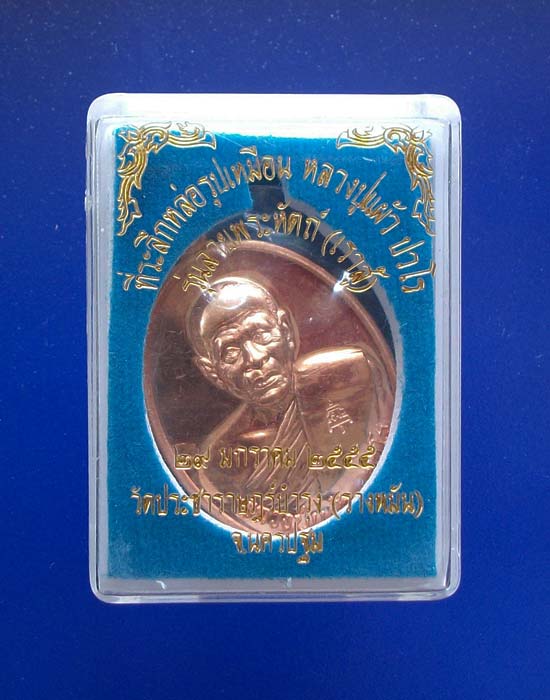 ที่ระลึกหล่อรูปเหมือน หลวงปู่แผ้ว ปวโร
รุ่นลายพระหัตถ์ (เราสู้)
๒๙ มกราคม ๒๕๕๕
วัดประชาราษฎร์บำรุง (รางหมัน)
จ.นครปฐม